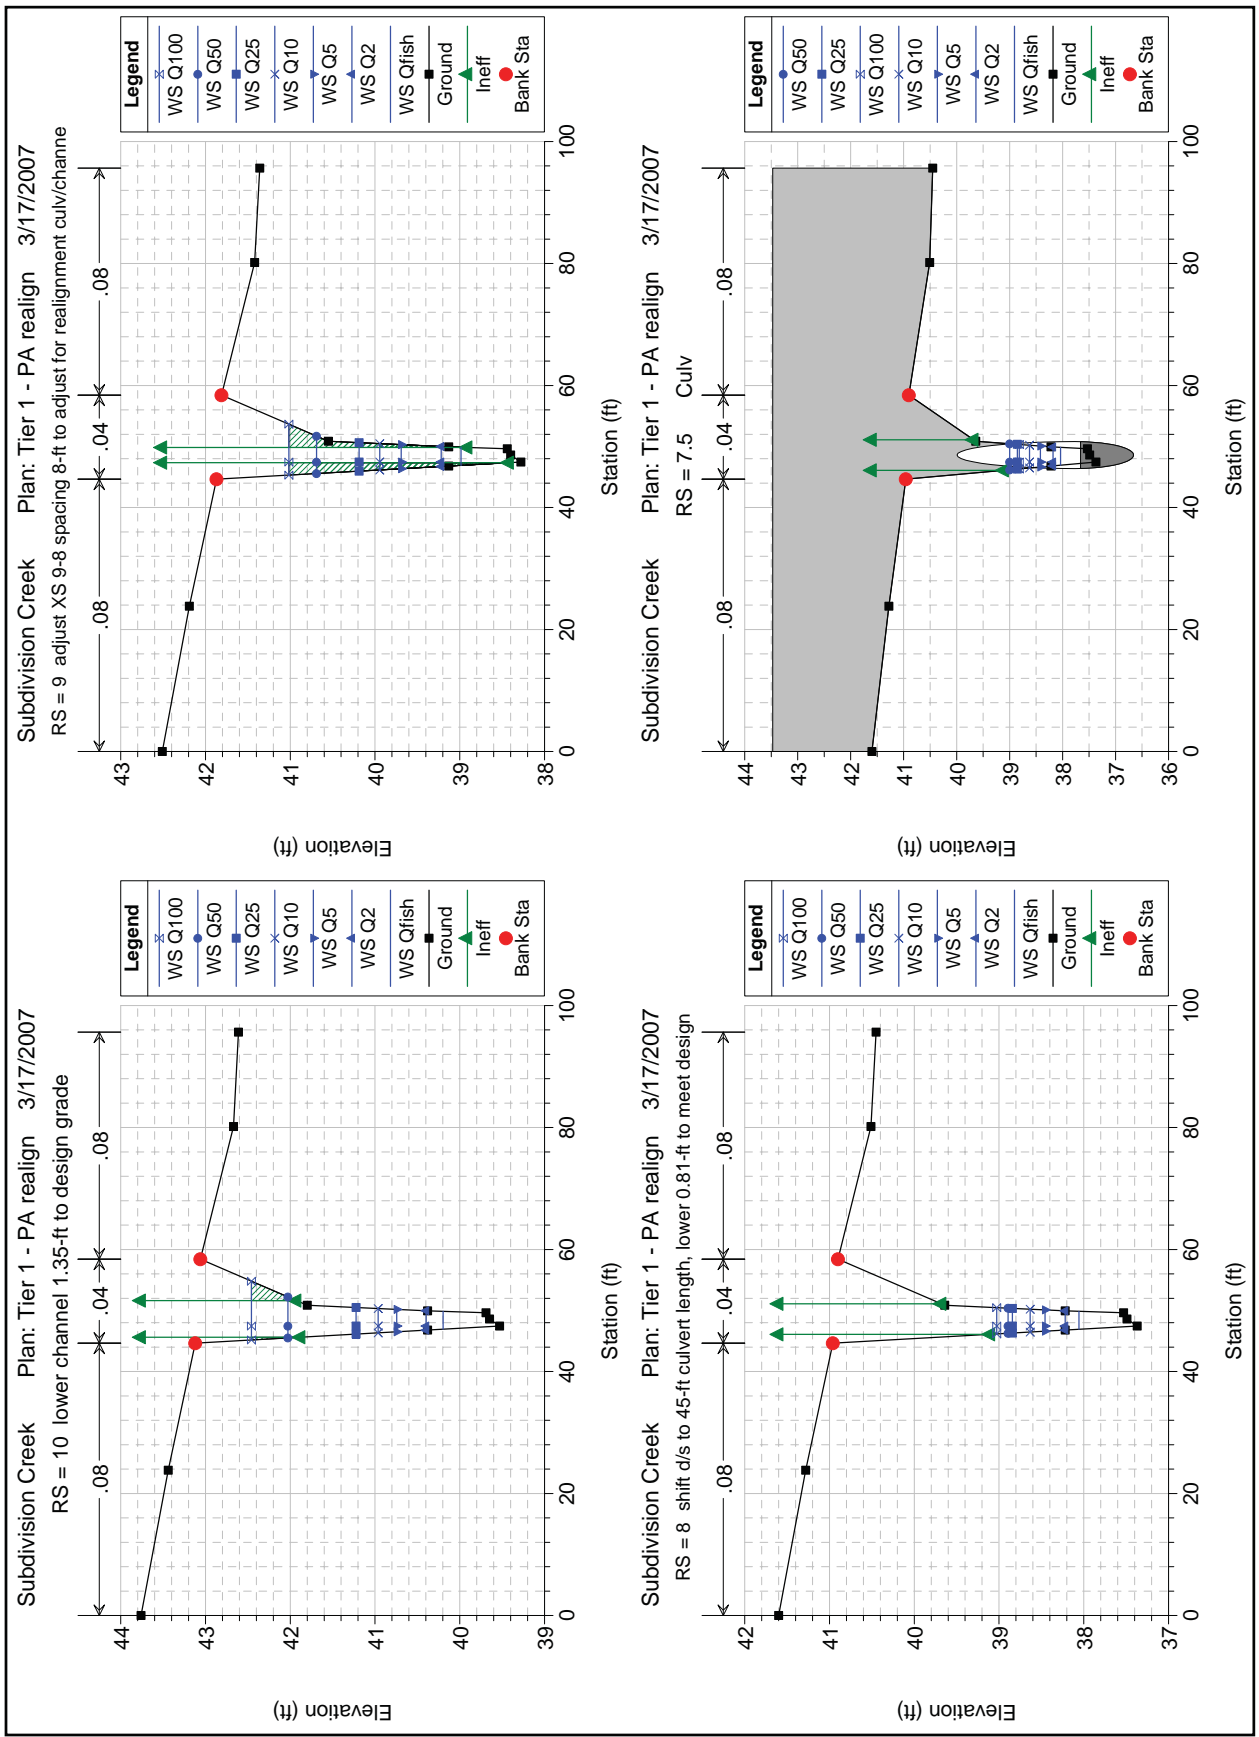 Subdivision Creek Plan: Tier 1 - PA realign 3/17/2007
RS = 10 lower channel 1.35-ft to design grade
.08
.04
.08
44
43
42
41
40
39
Elevation (ft)
0
20
40
60
80
100
Station (ft)
Legend
WS Q100
WS Q50
WS Q25
WS Q10
WS Q5
WS Q2
WS Qfish
Ground
Ineff
Bank Sta
Subdivision Creek Plan: Tier 1 - PA realign 3/17/2007
RS = 9 adjust XS 9-8 spacing 8-ft to adjust for realignment culv/channe
.08
.04
.08
43
42
41
40
39
38
Elevation (ft)
0
20
40
60
80
100
Station (ft)
Legend
WS Q100
WS Q50
WS Q25
WS Q10
WS Q5
WS Q2
WS Qfish
Ground
Ineff
Bank Sta
Subdivision Creek Plan: Tier 1 - PA realign 3/17/2007
RS = 8 shift d/s to 45-ft culvert length, lower 0.81-ft to meet design
.08
.04
.08
42
41
40
39
38
37
Elevation (ft)
0
20
40
60
80
100
Station (ft)
Legend
WS Q100
WS Q50
WS Q25
WS Q10
WS Q5
WS Q2
WS Qfish
Ground
Ineff
Bank Sta
Subdivision Creek Plan: Tier 1 - PA realign 3/17/2007
RS = 7.5 Culv
.08
.04
.08
44
43
42
41
40
39
38
37
36
Elevation (ft)
0
20
40
60
80
100
Station (ft)
Legend
WS Q50
WS Q25
WS Q100
WS Q10
WS Q5
WS Q2
WS Qfish
Ground
Ineff
Bank Sta